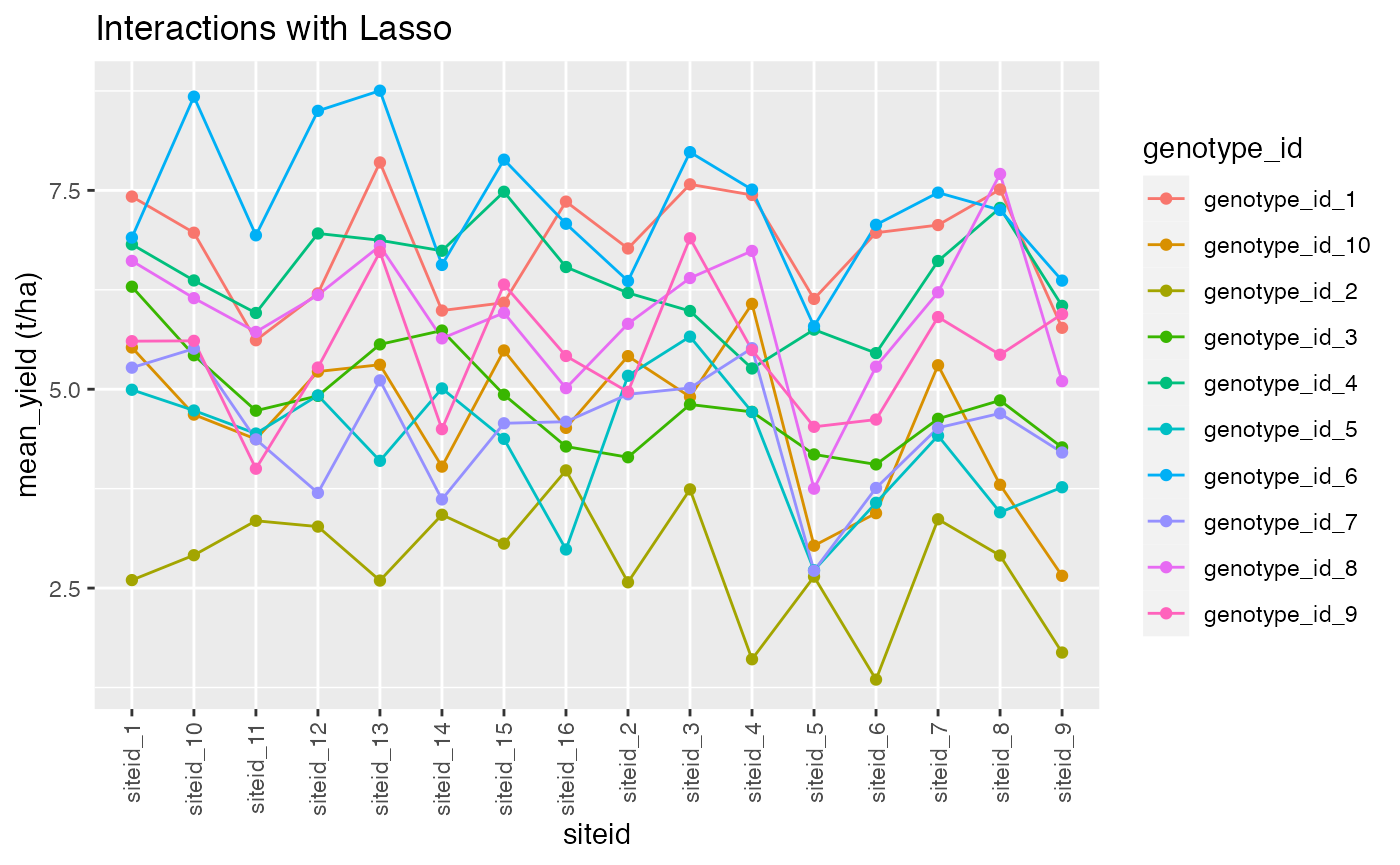 Interactions with Lasso
mean_yield (t/ha)
7.5
5.0
2.5
siteid_1
siteid_10
siteid_11
siteid_12
siteid_13
siteid_14
siteid_15
siteid_16
siteid_2
siteid_3
siteid_4
siteid_5
siteid_6
siteid_7
siteid_8
siteid_9
siteid
genotype_id
genotype_id_1
genotype_id_10
genotype_id_2
genotype_id_3
genotype_id_4
genotype_id_5
genotype_id_6
genotype_id_7
genotype_id_8
genotype_id_9